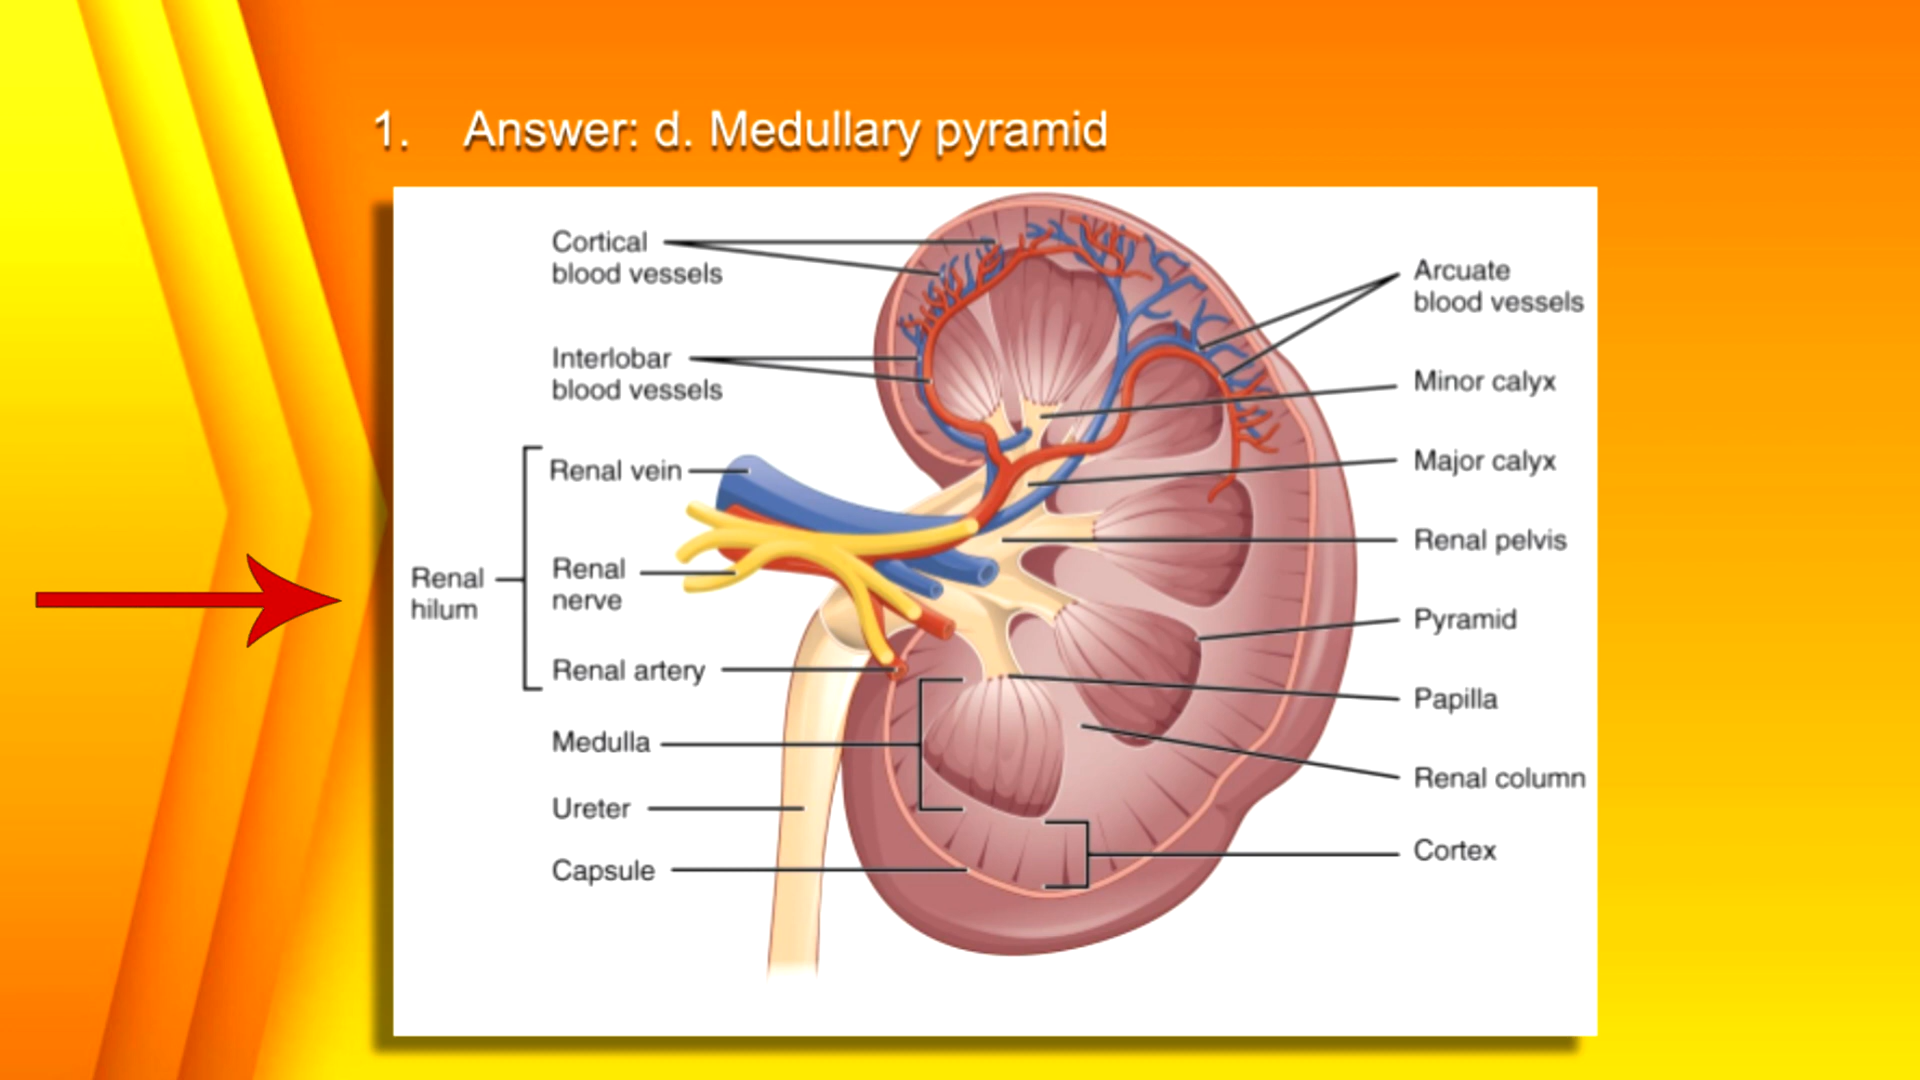 1. Answer: d. Medullary pyramid
Cortical
blood vessels
Interlobar
blood vessels
Renal vein
Renal
hilum
Renal
nerve
Renal artery
Medulla
Ureter
Capsule
Arcuate
blood vessels
Minor calyx
Major calyx
Renal pelvis
Pyramid
Papilla
Renal column
Cortex